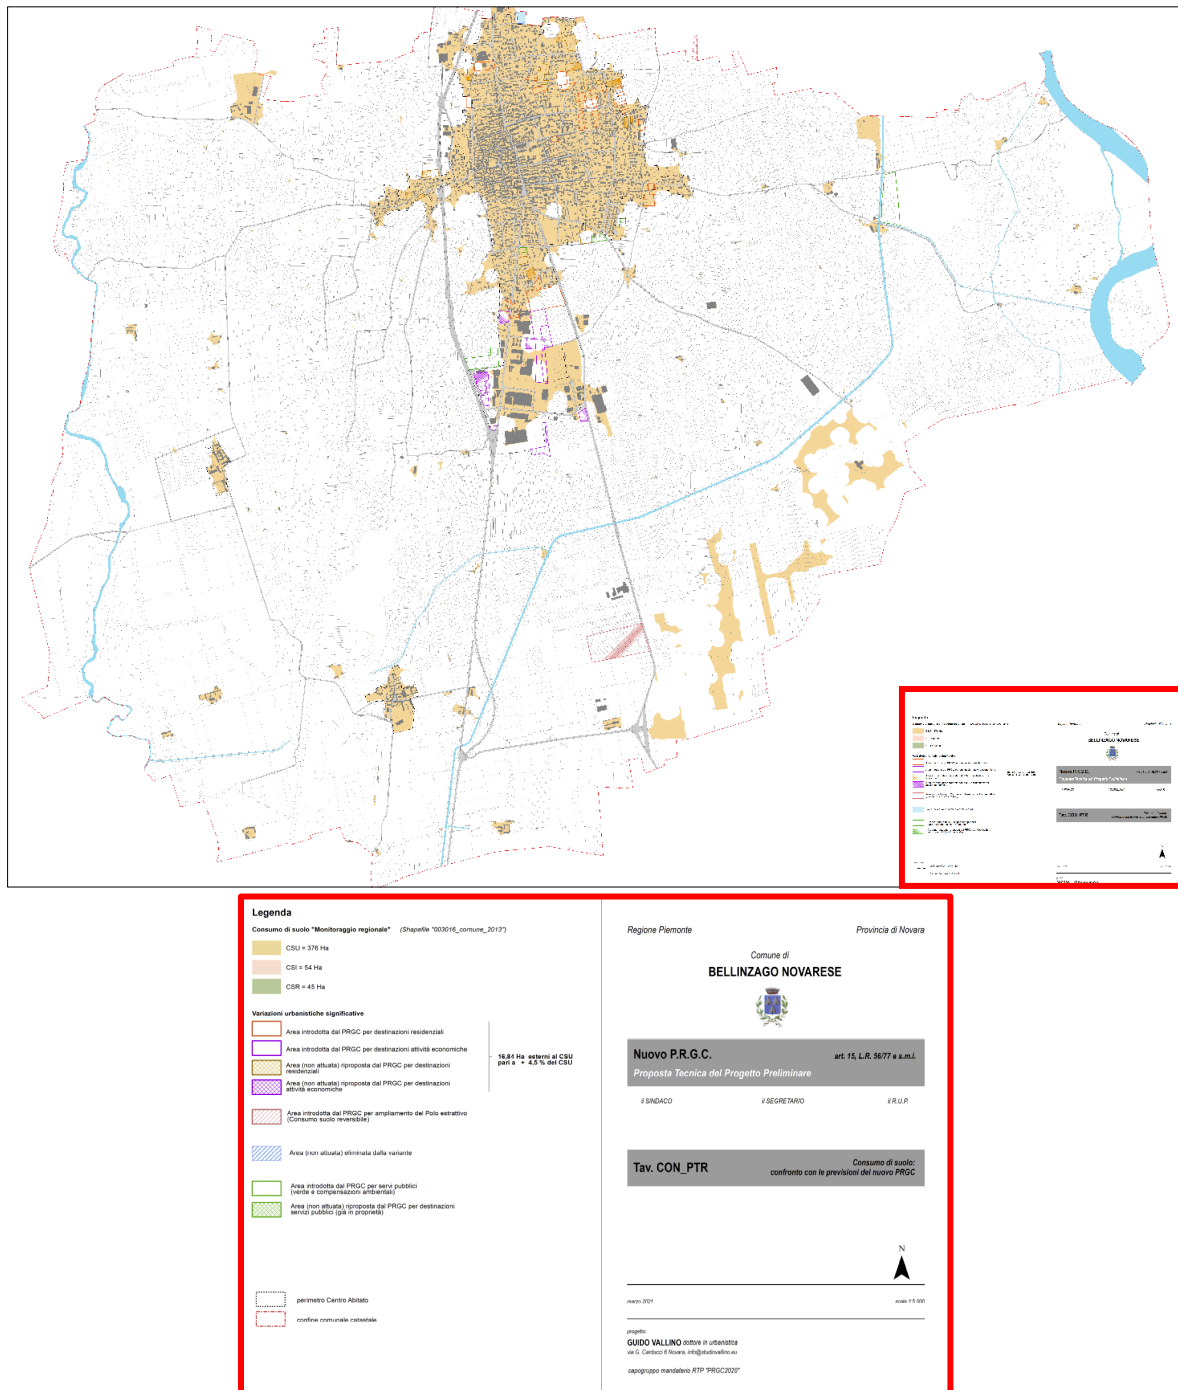 BELLINZAGO NOVARESE
Legenda
Consumo di suolo "Monitoraggio regionale" (Shapefile "003016_comune_2013")
CSU = 376 Ha
CSI = 54 Ha
CSR = 45 Ha
Variazioni urbanistiche significative
Area introdotta dal PRGC per destinazioni residenziali
Area introdotta dal PRGC per destinazioni attività economiche
Area (non attuata) riproposta dal PRGC per destinazioni
residenziali
Area (non attuata) riproposta dal PRGC per destinazioni
attività economiche
16,84 Ha esterni al CSU
pari a + 4,5 % del CSU
Area introdotta dal PRGC per ampliamento del Polo estrattivo
(Consumo suolo reversibile)
Area (non attuata) eliminata dalla variante
Area introdotta dal PRGC per servi pubblici
(verde e compensazioni ambientali)
Area (non attuata) riproposta dal PRGC per destinazioni
servizi pubblici (già in proprietà)
perimetro Centro Abitato
confine comunale catastale
Regione Piemonte Provincia di Novara
Comune di
BELLINZAGO NOVARESE
Nuovo P.R.G.C. art. 15, L.R. 56/77 e s.m.i.
Proposta Tecnica del Progetto Preliminare
il SINDACO il SEGRETARIO il R.U.P.
Tav. CON_PTR Consumo di suolo:
confronto con le previsioni del nuovo PRGC
N
marzo 2021 scala 1:5 000
progetto:
GUIDO VALLINO dottore in urbanistica
via G. Carducci 6 Novara, info@studiovallino.eu
capogruppo mandatario RTP "PRGC2020"